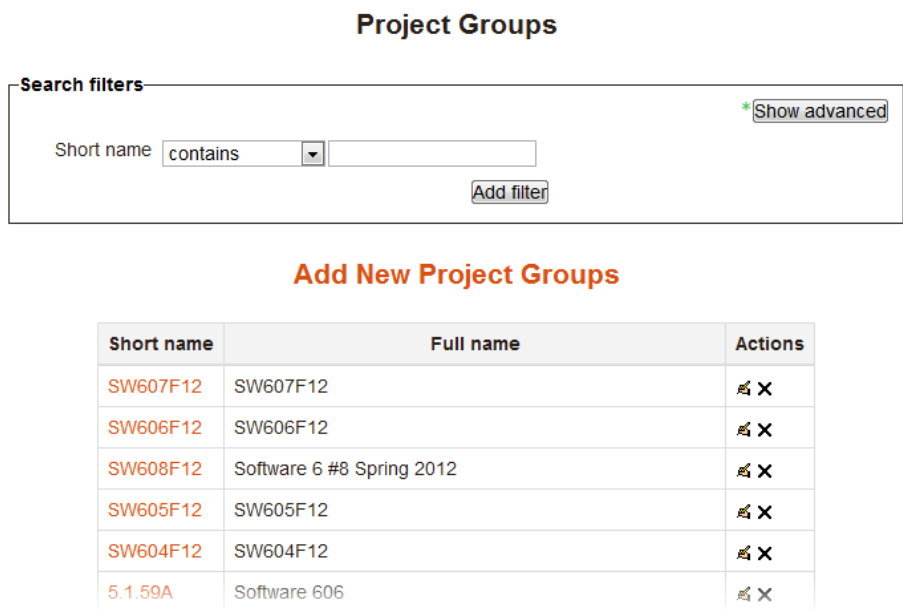 Project Groups
Search filters
*Show advanced
Short name contains
Add filter
Add New Project Groups
Short name Full name Actions
SW607F12 SW607F12
SW606F12 SW606F12
SW608F12 Software 6 #8 Spring 2012
SW605F12 SW605F12
SW604F12 SW604F12
5.1.59A Software 606